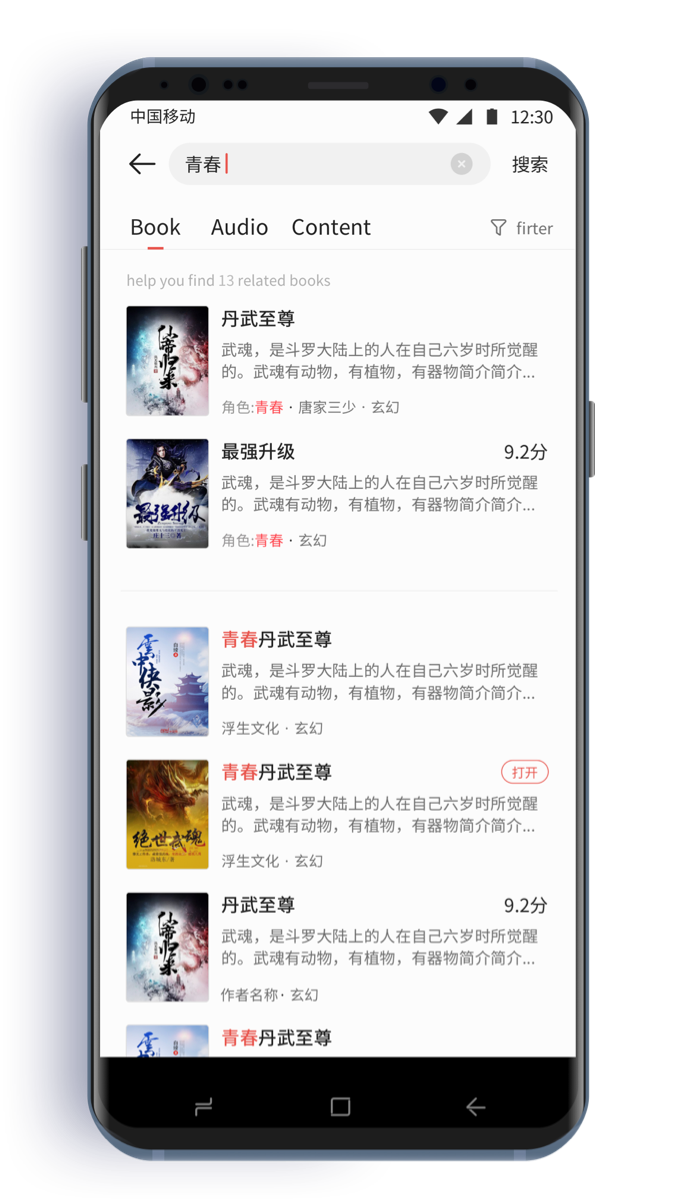 中国移动
12:30
青春
搜索
Book
Audio
Content
firter
help you find 13 related books
仙帝归来
丹武至尊
武魂，是斗罗大陆上的人在自己六岁时所觉醒
的。武魂有动物，有植物，有器物简介简介...
角色:青春 · 唐家三少 · 玄幻
最强升级
最强升级
9.2分
武魂，是斗罗大陆上的人在自己六岁时所觉醒
的。武魂有动物，有植物，有器物简介简介...
角色:青春 · 玄幻
云中侠影
青春丹武至尊
武魂，是斗罗大陆上的人在自己六岁时所觉醒
的。武魂有动物，有植物，有器物简介简介...
浮生文化 · 玄幻
绝世武魂
青春丹武至尊
打开
武魂，是斗罗大陆上的人在自己六岁时所觉醒
的。武魂有动物，有植物，有器物简介简介...
浮生文化 · 玄幻
仙帝归来
丹武至尊
9.2分
武魂，是斗罗大陆上的人在自己六岁时所觉醒
的。武魂有动物，有植物，有器物简介简介...
作者名称 · 玄幻
青春丹武至尊